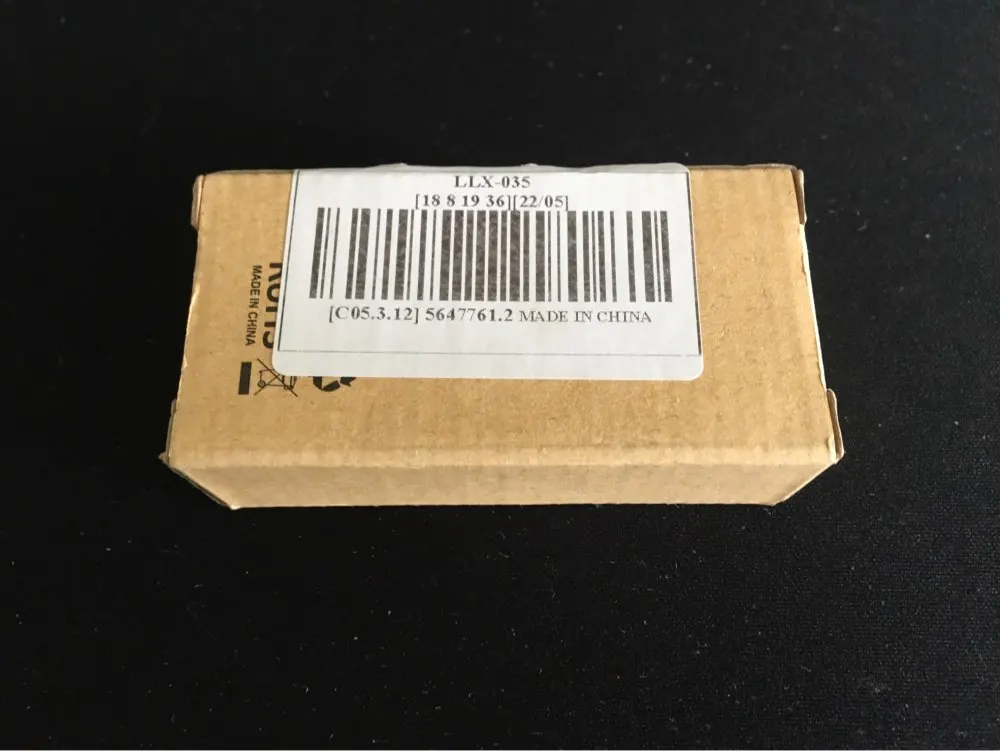 LLX-035
[18 8 19 36][22/05]
[C 05.3.12] 5647761.2 MADE IN CHINA
RoHS
MADE IN CHINA